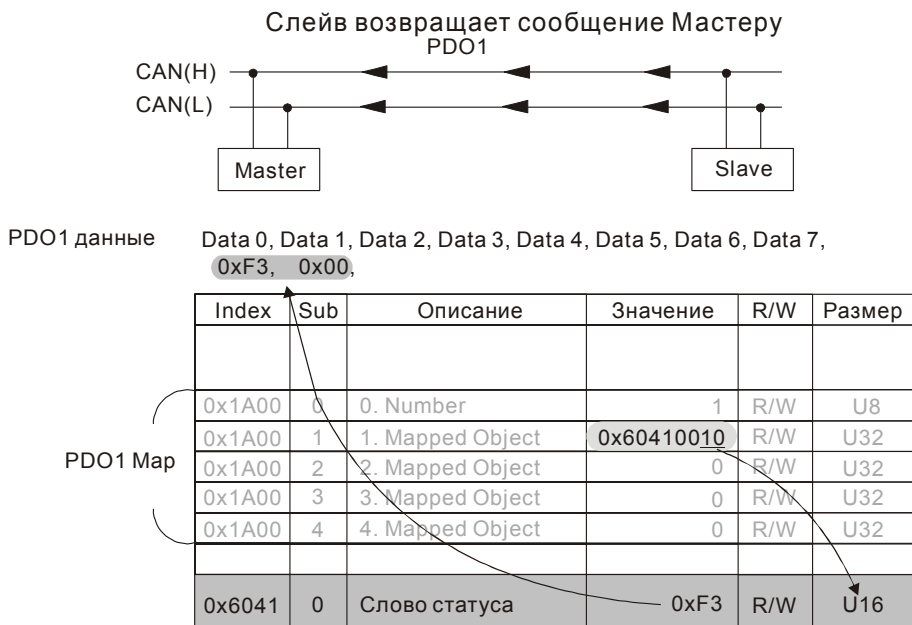 Слейв возвращает сообщение Мастеру
PDO1
CAN(H)
CAN(L)
Master
Slave
PDO1 данные
Data 0, Data 1, Data 2, Data 3, Data 4, Data 5, Data 6, Data 7,
0xF3, 0x00,
Index Sub Описание Значение R/W Размер
0x1A00 0 0. Number 1 R/W U8
0x1A00 1 1. Mapped Object 0x60410010 R/W U32
PDO1 Map
0x1A00 2 2. Mapped Object 0 R/W U32
0x1A00 3 3. Mapped Object 0 R/W U32
0x1A00 4 4. Mapped Object 0 R/W U32
0x6041 0 Слово статуса 0xF3 R/W U16